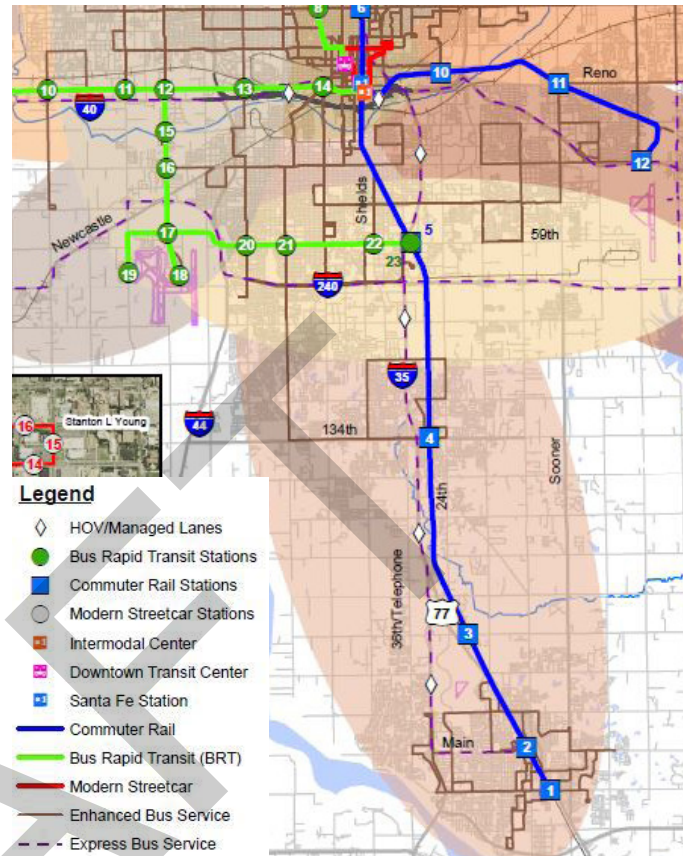 8
6
10
11
12
13
14
10
11
Reno
40
12
15
16
Shields
Newcastle
17
5
59th
20
21
22
23
19
18
240
35
Stanton L Young
16
15
14
44
134th
4
24th
Sooner
36th/Telephone
77
3
Main
2
1
Legend
HOV/Managed Lanes
Bus Rapid Transit Stations
Commuter Rail Stations
Modern Streetcar Stations
Intermodal Center
Downtown Transit Center
Santa Fe Station
Commuter Rail
Bus Rapid Transit (BRT)
Modern Streetcar
Enhanced Bus Service
Express Bus Service